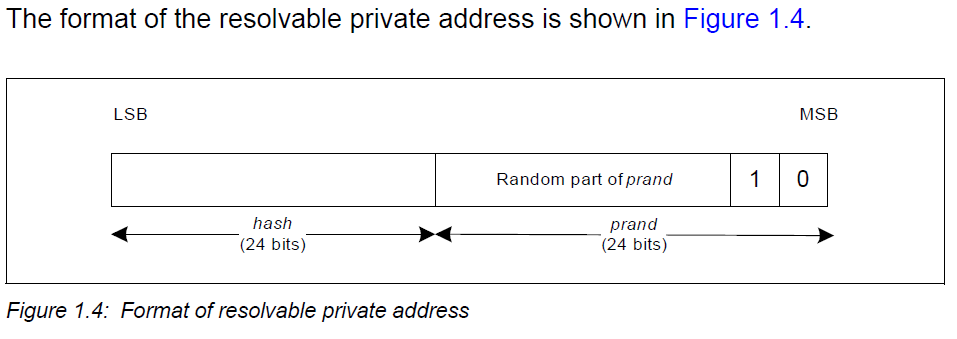 The format of the resolvable private address is shown in Figure 1.4.
LSB
MSB
Random part of prand
1
0
hash
(24 bits)
prand
(24 bits)
Figure 1.4: Format of resolvable private address